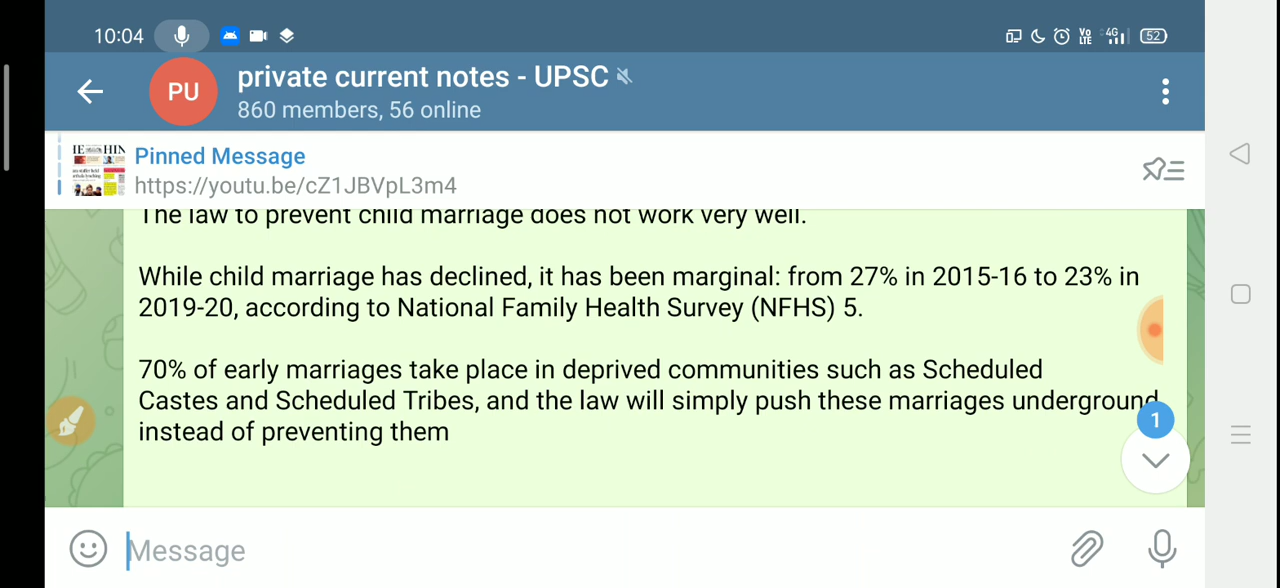 10:04
Vo LTE 4G 52
PU
private current notes - UPSC
860 members, 56 online
Pinned Message
https://youtu.be/cZ1JBVpL3m4
The law to prevent child marriage does not work very well.
While child marriage has declined, it has been marginal: from 27% in 2015-16 to 23% in
2019-20, according to National Family Health Survey (NFHS) 5.
70% of early marriages take place in deprived communities such as Scheduled
Castes and Scheduled Tribes, and the law will simply push these marriages underground
instead of preventing them
1
Message